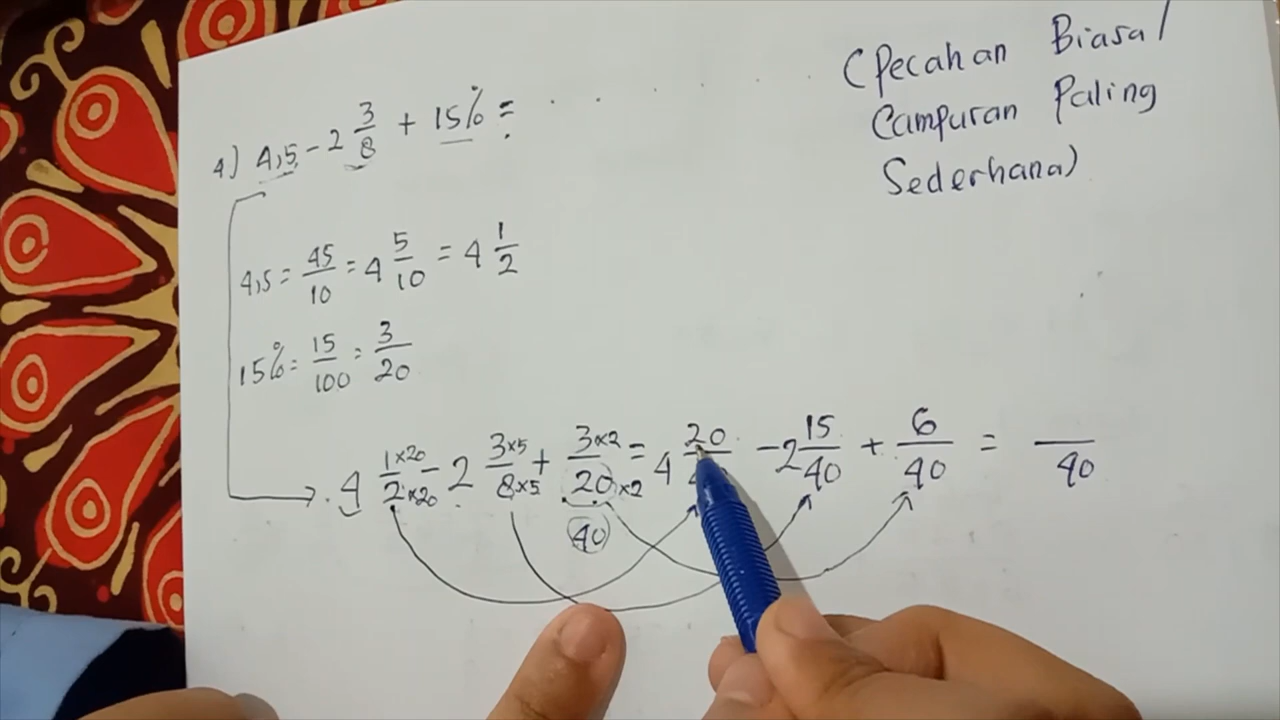 4) 4,5 - 2 3/8 + 15% = . . . . . .
(Pecahan Biasa/
Campuran Paling
Sederhana)
4,5 = 45/10 = 4 5/10 = 4 1/2
15% = 15/100 = 3/20
4 1×20/2×20 - 2 3×5/8×5 + 3×2/20×2 = 4 20/ - 2 15/40 + 6/40 = /40
40